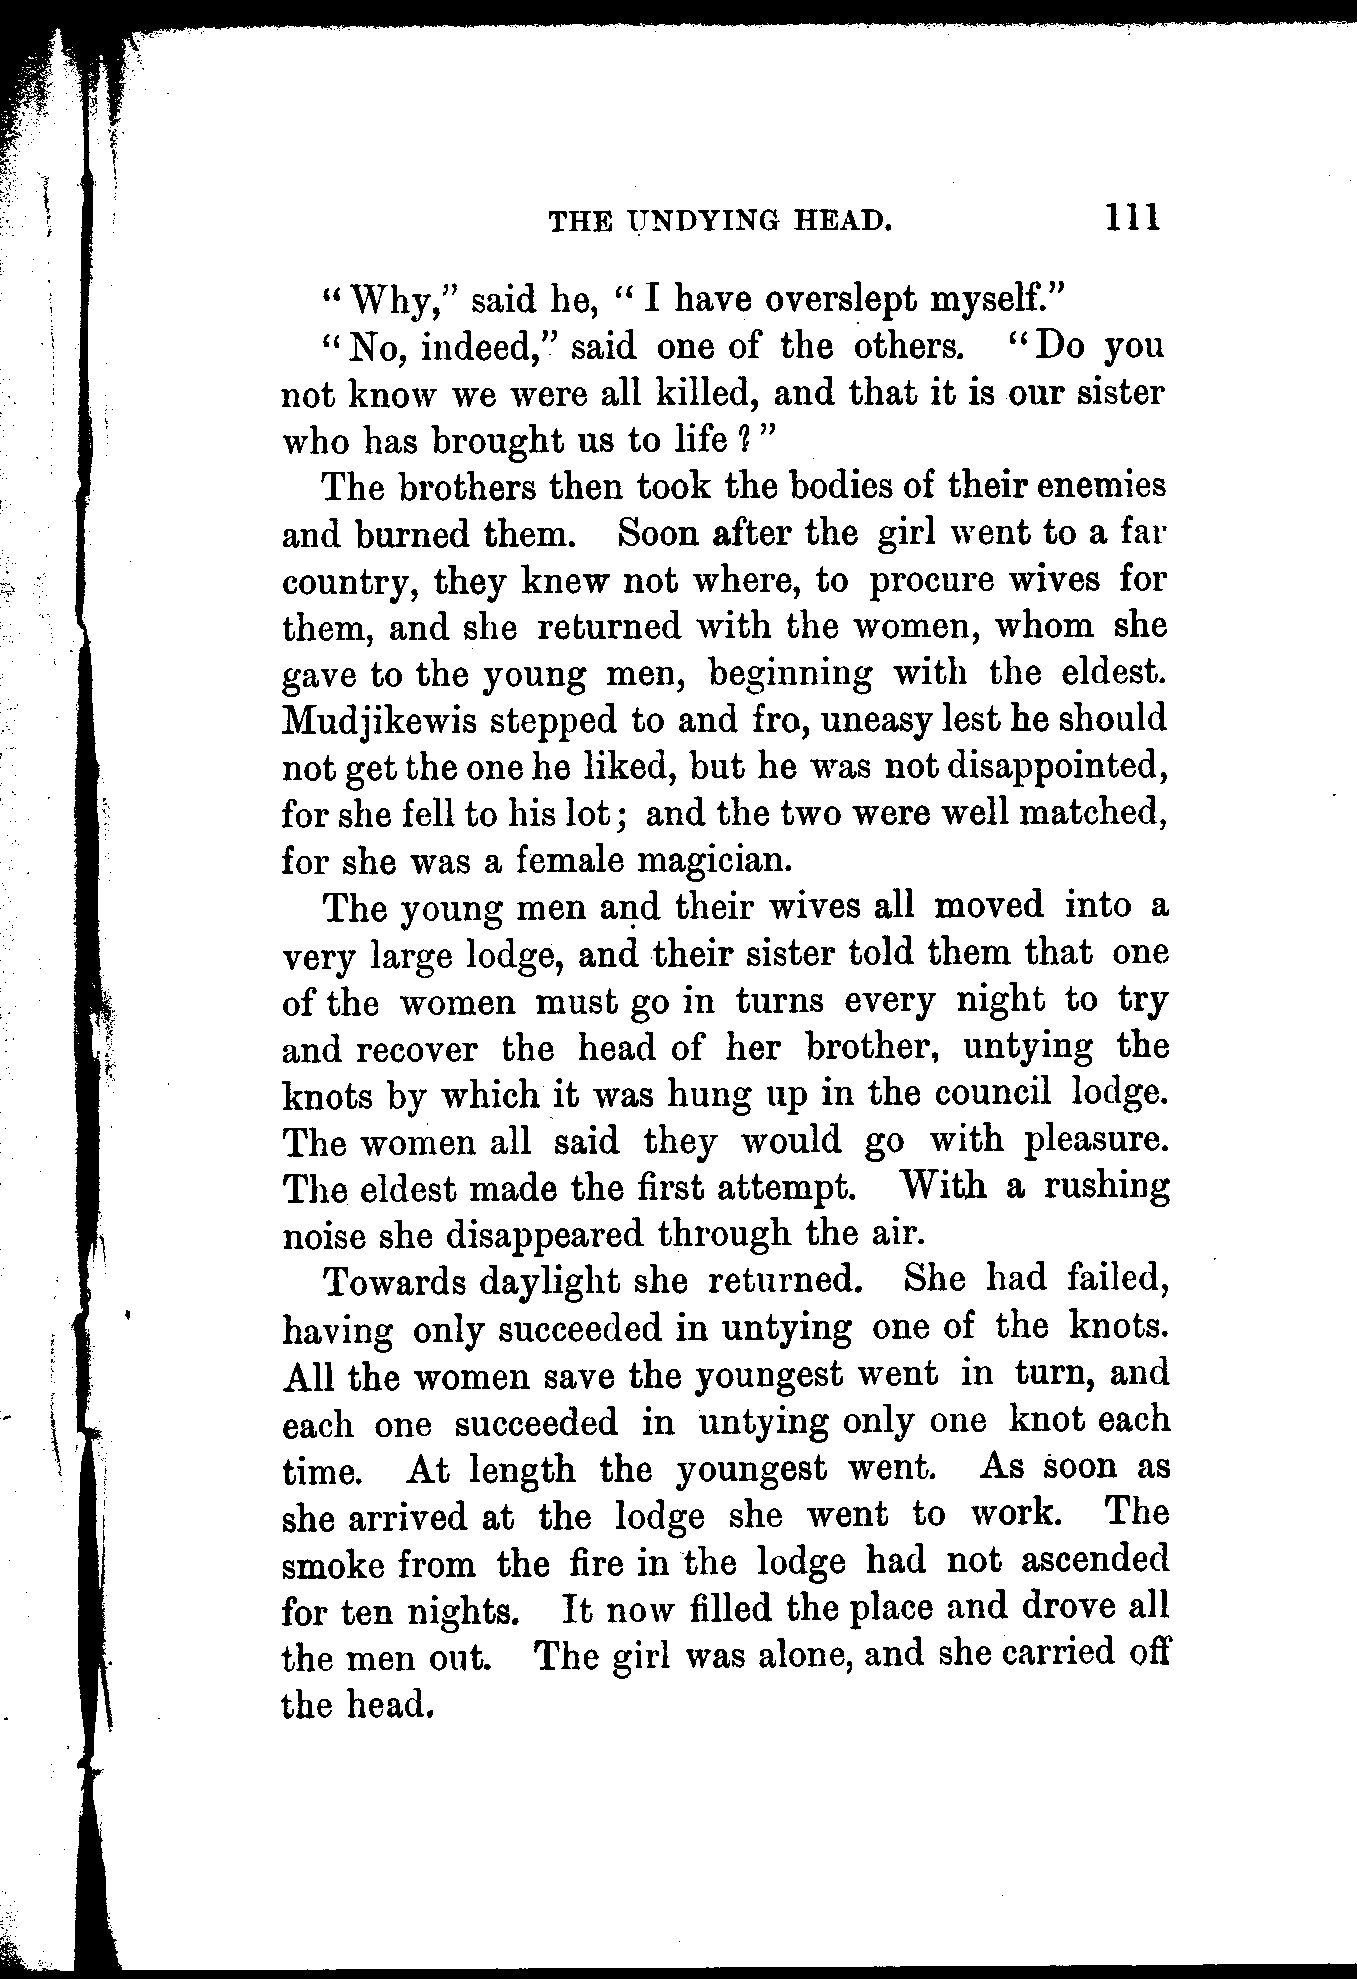 THE UNDYING HEAD. 111
“Why,” said he, “I have overslept myself.”
“No, indeed,” said one of the others. “Do you
not know we were all killed, and that it is our sister
who has brought us to life?”
The brothers then took the bodies of their enemies
and burned them. Soon after the girl went to a far
country, they knew not where, to procure wives for
them, and she returned with the women, whom she
gave to the young men, beginning with the eldest.
Mudjikewis stepped to and fro, uneasy lest he should
not get the one he liked, but he was not disappointed,
for she fell to his lot; and the two were well matched,
for she was a female magician.
The young men and their wives all moved into a
very large lodge, and their sister told them that one
of the women must go in turns every night to try
and recover the head of her brother, untying the
knots by which it was hung up in the council lodge.
The women all said they would go with pleasure.
The eldest made the first attempt. With a rushing
noise she disappeared through the air.
Towards daylight she returned. She had failed,
having only succeeded in untying one of the knots.
All the women save the youngest went in turn, and
each one succeeded in untying only one knot each
time. At length the youngest went. As soon as
she arrived at the lodge she went to work. The
smoke from the fire in the lodge had not ascended
for ten nights. It now filled the place and drove all
the men out. The girl was alone, and she carried off
the head.